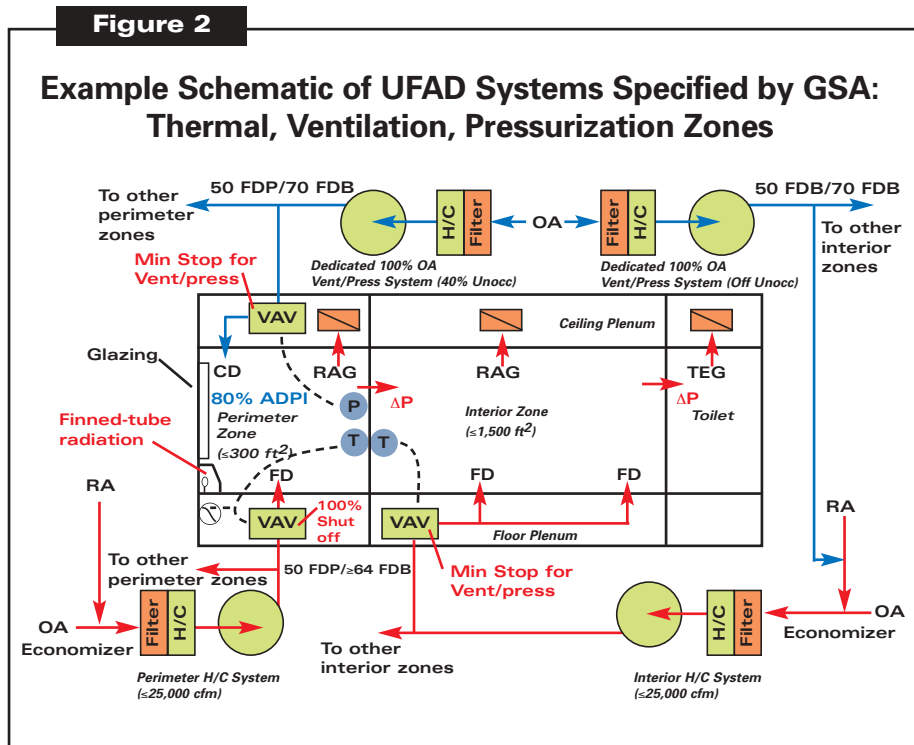 Figure 2
Example Schematic of UFAD Systems Specified by GSA:
Thermal, Ventilation, Pressurization Zones
50 FDP/70 FDB
50 FDB/70 FDB
To other
perimeter
zones
H/C
Filter
OA
Filter
H/C
To other
interior
zones
Dedicated 100% OA
Vent/Press System (40% Unocc)
Dedicated 100% OA
Vent/Press System (Off Unocc)
Min Stop for
Vent/press
VAV
Ceiling Plenum
Glazing
CD
RAG
RAG
TEG
80% ADPI
Perimeter
Zone
(≤300 ft²)
P
ΔP
Interior Zone
(≤1,500 ft²)
ΔP
Toilet
Finned-tube
radiation
T
T
FD
FD
FD
RA
RA
VAV
100%
Shut
off
VAV
Floor Plenum
To other
perimeter zones
50 FDP/≥64 FDB
Min Stop for
Vent/press
OA
Economizer
Filter
H/C
To other
interior zones
H/C
Filter
OA
Economizer
Perimeter H/C System
(≤25,000 cfm)
Interior H/C System
(≤25,000 cfm)